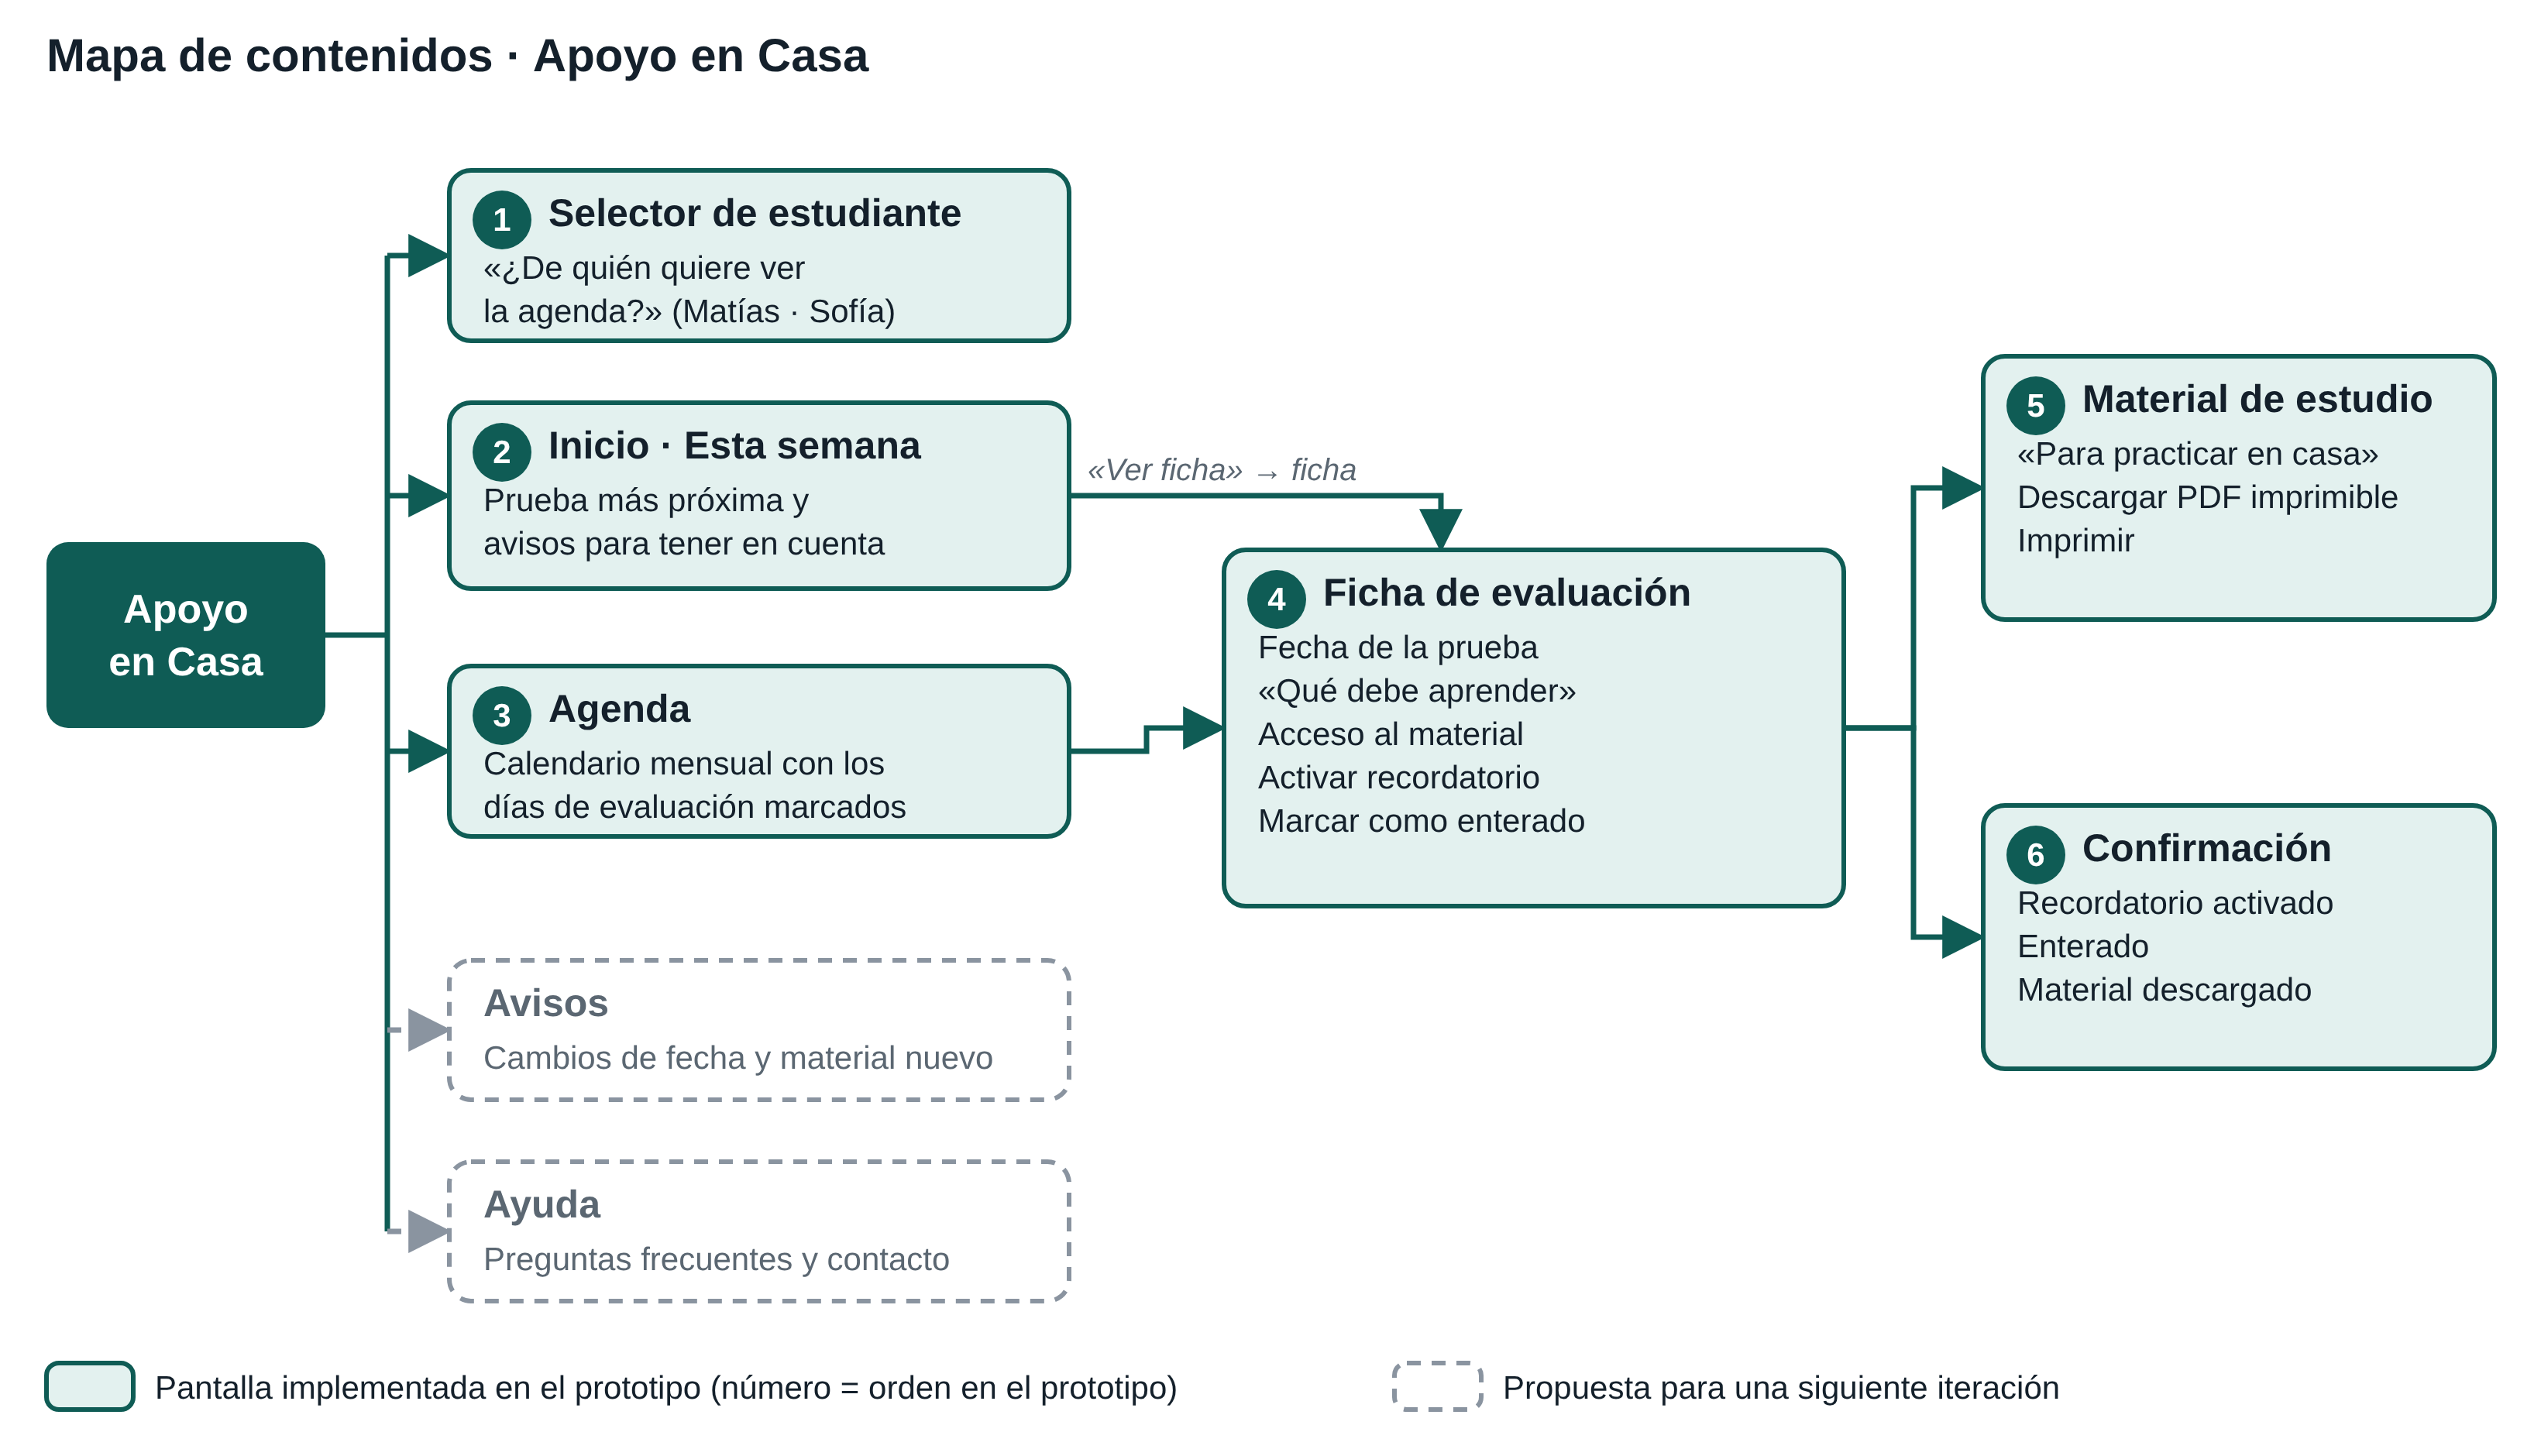 Mapa de contenidos · Apoyo en Casa
Apoyo
en Casa
1 Selector de estudiante
«¿De quién quiere ver
la agenda?» (Matías · Sofía)
2 Inicio · Esta semana
Prueba más próxima y
avisos para tener en cuenta
«Ver ficha» → ficha
3 Agenda
Calendario mensual con los
días de evaluación marcados
Avisos
Cambios de fecha y material nuevo
Ayuda
Preguntas frecuentes y contacto
4 Ficha de evaluación
Fecha de la prueba
«Qué debe aprender»
Acceso al material
Activar recordatorio
Marcar como enterado
5 Material de estudio
«Para practicar en casa»
Descargar PDF imprimible
Imprimir
6 Confirmación
Recordatorio activado
Enterado
Material descargado
Pantalla implementada en el prototipo (número = orden en el prototipo)
Propuesta para una siguiente iteración